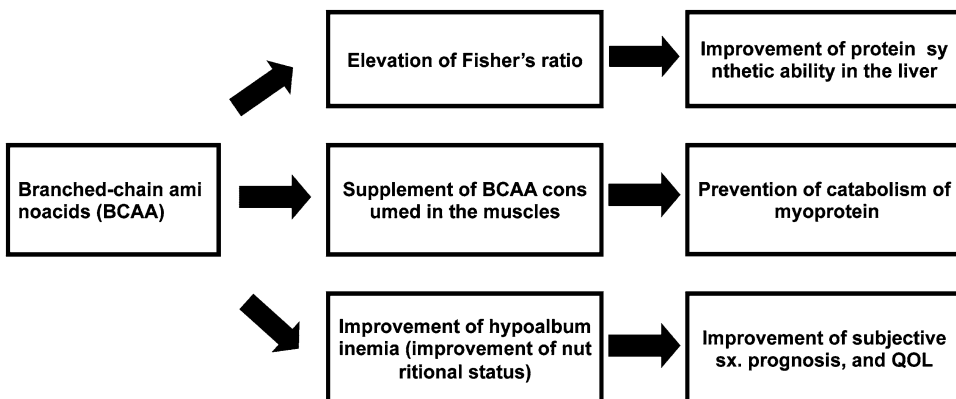 Branched-chain ami
noacids (BCAA)
Elevation of Fisher's ratio
Improvement of protein sy
nthetic ability in the liver
Supplement of BCAA cons
umed in the muscles
Prevention of catabolism of
myoprotein
Improvement of hypoalbum
inemia (improvement of nut
ritional status)
Improvement of subjective
sx. prognosis, and QOL